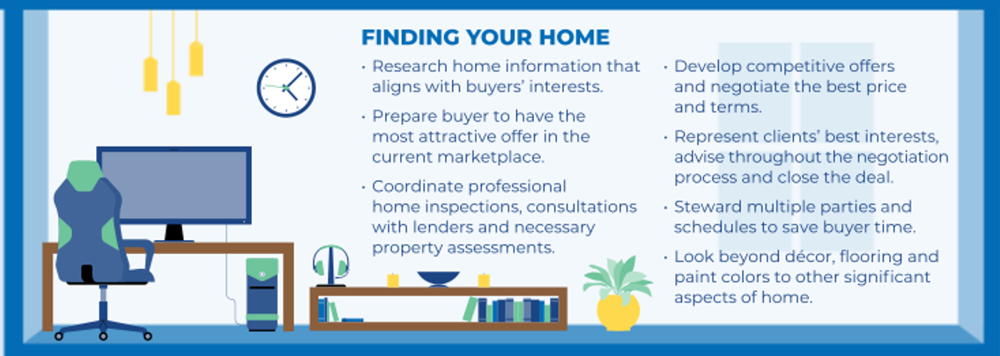 FINDING YOUR HOME
· Research home information that
aligns with buyers’ interests.
· Prepare buyer to have the
most attractive offer in the
current marketplace.
· Coordinate professional
home inspections, consultations
with lenders and necessary
property assessments.
· Develop competitive offers
and negotiate the best price
and terms.
· Represent clients’ best interests,
advise throughout the negotiation
process and close the deal.
· Steward multiple parties and
schedules to save buyer time.
· Look beyond décor, flooring and
paint colors to other significant
aspects of home.